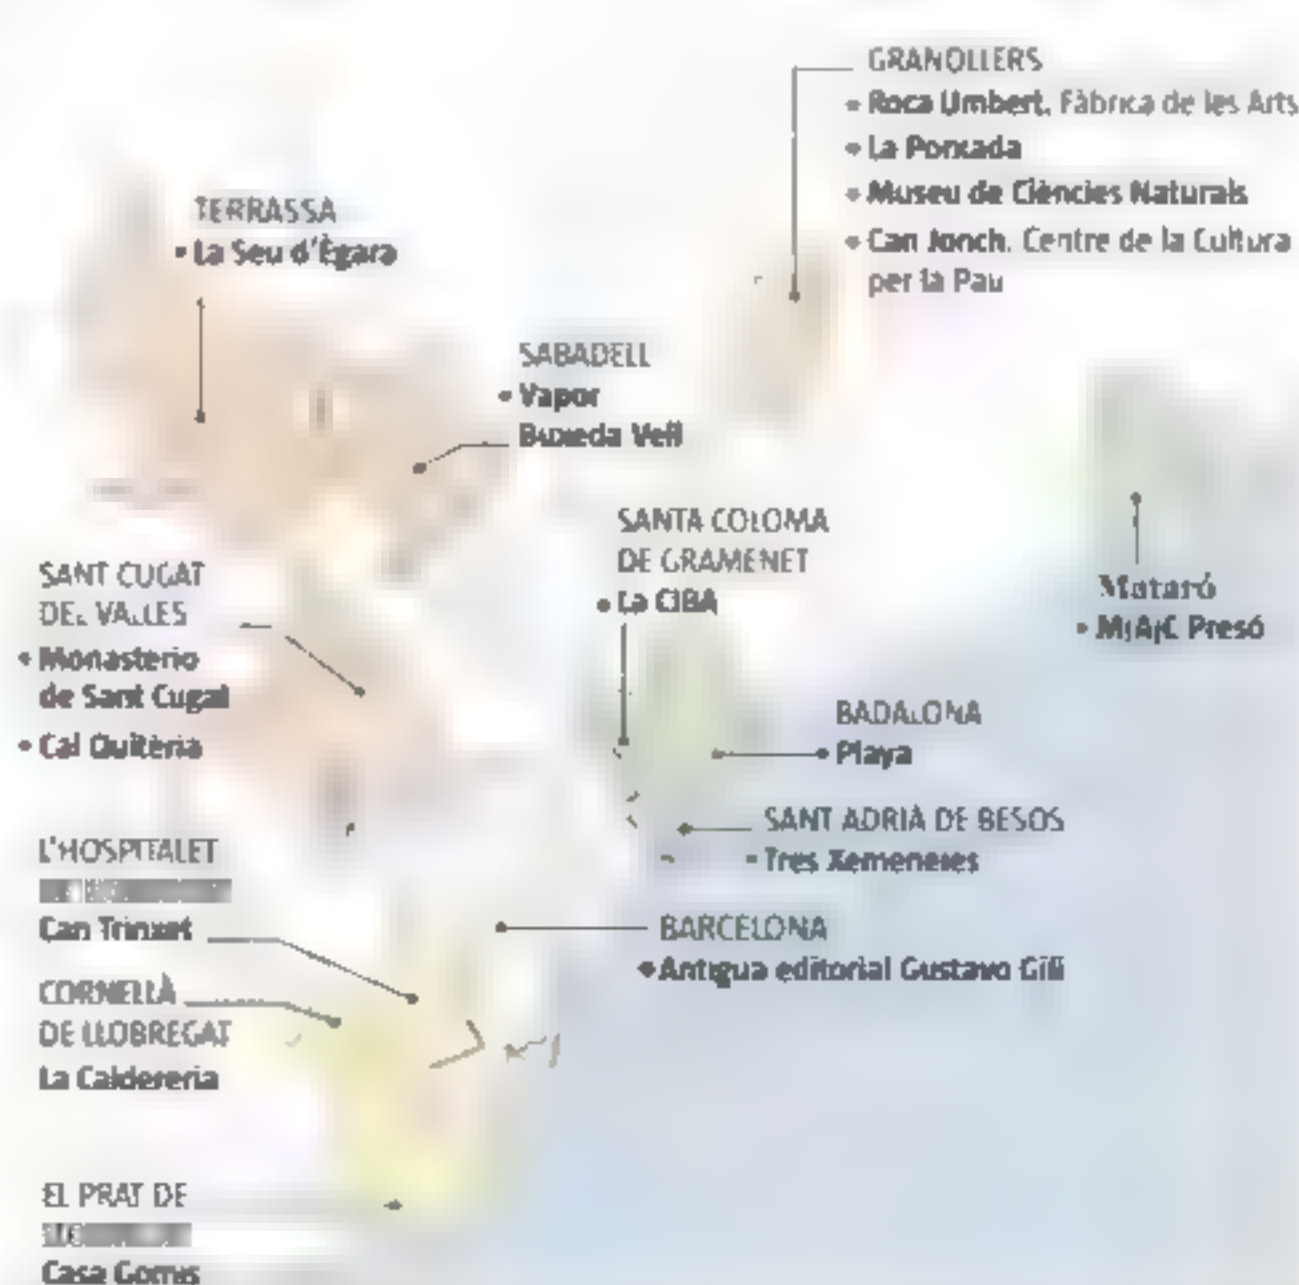 GRANOLLERS
• Roca Umbert. Fàbrica de les Arts
• La Porxada
• Museu de Ciències Naturals
• Can Jonch. Centre de la Cultura
per la Pau
TERRASSA
• La Seu d'Ègara
SABADELL
• Vapor
Buxeda Vell
SANTA COLOMA
DE GRAMENET
• La CIBA
Mataró
• M|A|C Presó
SANT CUGAT
DEL VALLES
• Monasterio
de Sant Cugat
• Cal Quitèria
BADALONA
• Playa
SANT ADRIÀ DE BESOS
• Tres Xemeneies
L'HOSPITALET
Can Trinxet
BARCELONA
• Antigua editorial Gustavo Gili
CORNELLÀ
DE LLOBREGAT
La Caldereria
EL PRAT DE
Casa Gomis